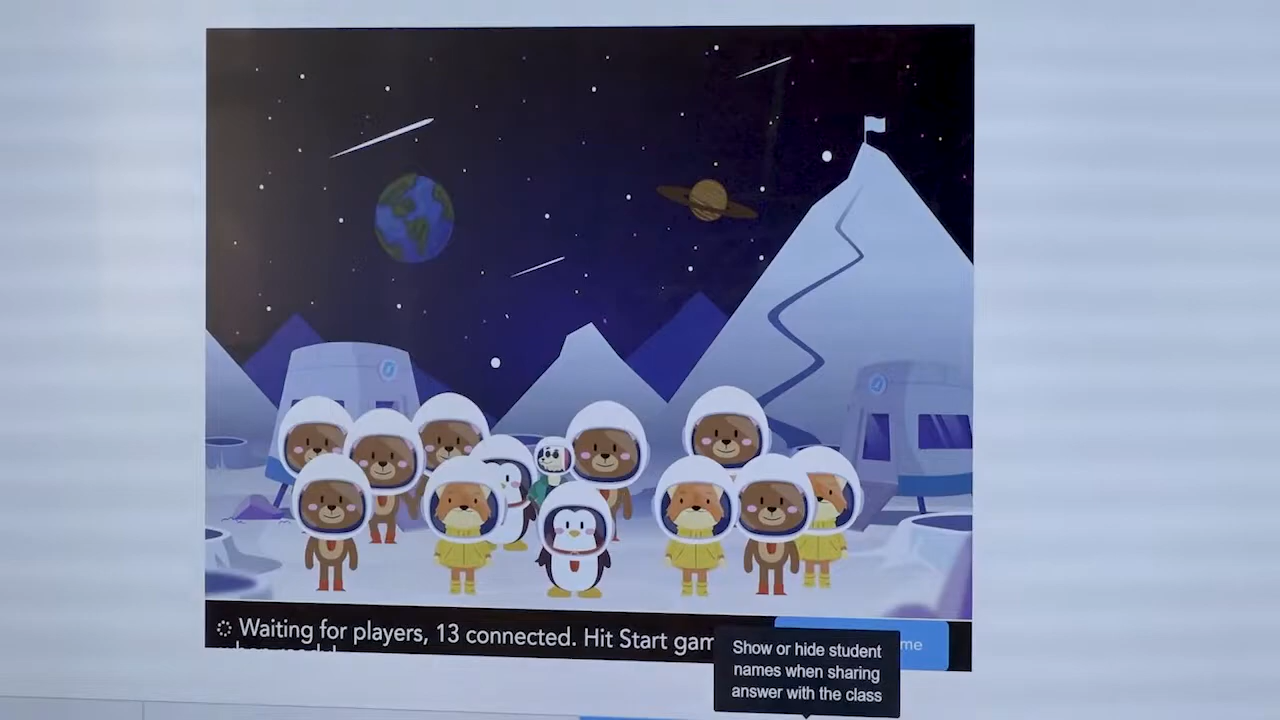 Waiting for players, 13 connected. Hit Start gam
me
Show or hide student
names when sharing
answer with the class